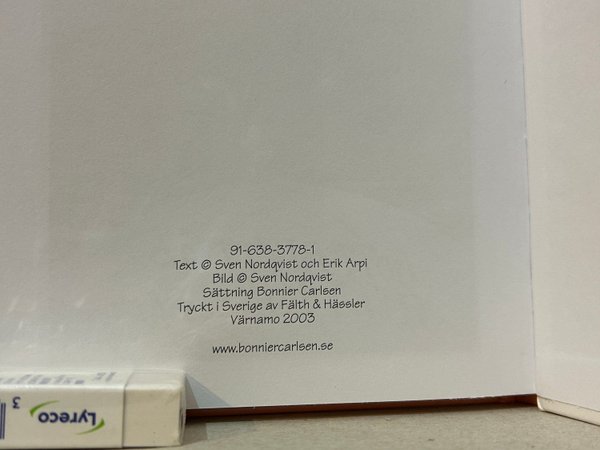 91-638-3778-1
Text © Sven Nordqvist och Erik Arpi
Bild © Sven Nordqvist
Sättning Bonnier Carlsen
Tryckt i Sverige av Fälth & Hässler
Värnamo 2003
www.bonniercarlsen.se
Lyreco
3